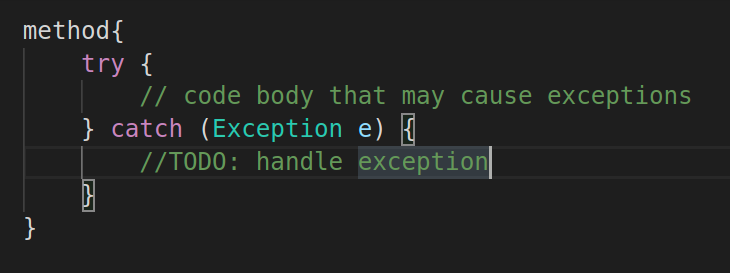 method{
try {
// code body that may cause exceptions
} catch (Exception e) {
//TODO: handle exception
}
}